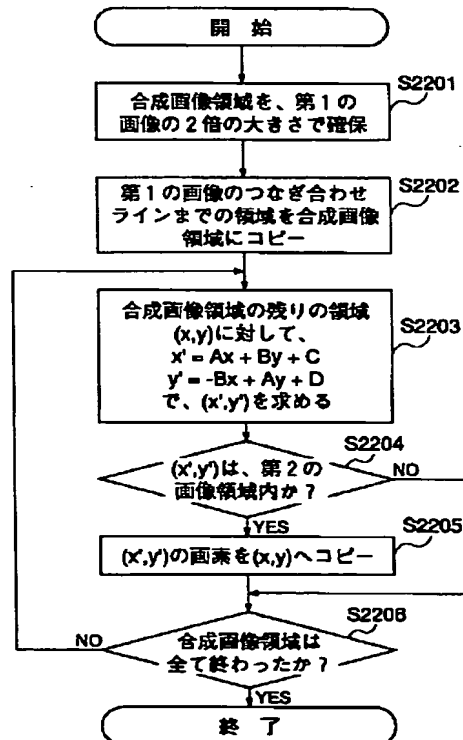 開 始
S2201
合成画像領域を、第1の
画像の2倍の大きさで確保
S2202
第1の画像のつなぎ合わせ
ラインまでの領域を合成画像
領域にコピー
S2203
合成画像領域の残りの領域
(x,y)に対して、
x' = Ax + By + C
y' = -Bx + Ay + D
で、(x',y')を求める
S2204
(x',y')は、第2の
画像領域内か?
NO
YES
S2205
(x',y')の画素を(x,y)へコピー
S2206
合成画像領域は
全て終わったか?
NO
YES
終 了